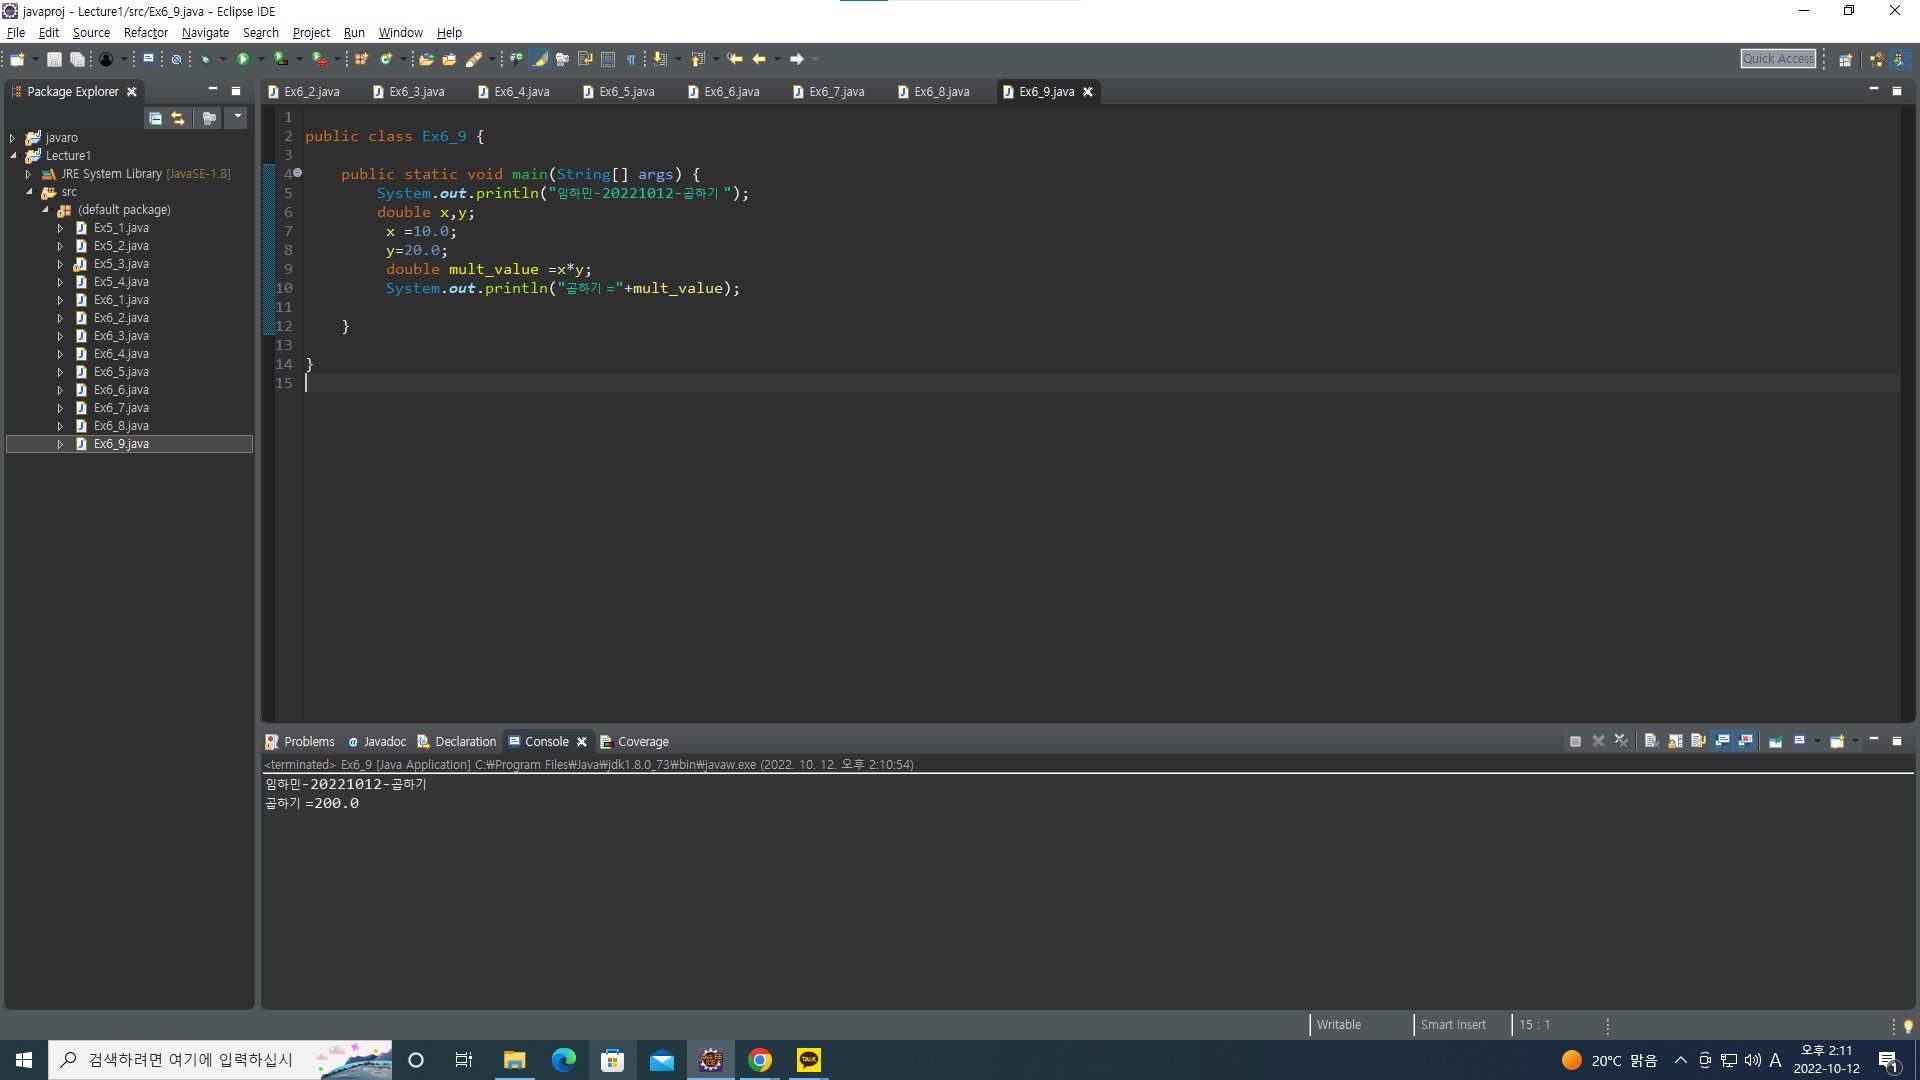 javaproj - Lecture1/src/Ex6_9.java - Eclipse IDE
File Edit Source Refactor Navigate Search Project Run Window Help
Quick Access
Package Explorer
Ex6_2.java Ex6_3.java Ex6_4.java Ex6_5.java Ex6_6.java Ex6_7.java Ex6_8.java Ex6_9.java
javaro
Lecture1
JRE System Library [JavaSE-1.8]
src
(default package)
Ex5_1.java
Ex5_2.java
Ex5_3.java
Ex5_4.java
Ex6_1.java
Ex6_2.java
Ex6_3.java
Ex6_4.java
Ex6_5.java
Ex6_6.java
Ex6_7.java
Ex6_8.java
Ex6_9.java
1
2 public class Ex6_9 {
3
4 public static void main(String[] args) {
5 System.out.println("임하민-20221012-곱하기 ");
6 double x,y;
7 x =10.0;
8 y=20.0;
9 double mult_value =x*y;
10 System.out.println("곱하기 ="+mult_value);
11
12 }
13
14 }
15
Problems Javadoc Declaration Console Coverage
<terminated> Ex6_9 [Java Application] C:₩Program Files₩Java₩jdk1.8.0_73₩bin₩javaw.exe (2022. 10. 12. 오후 2:10:54)
임하민-20221012-곱하기
곱하기 =200.0
Writable Smart Insert 15 : 1
검색하려면 여기에 입력하십시
JAVA EE IDE
TALK
20°C 맑음
A
오후 2:11
2022-10-12
1